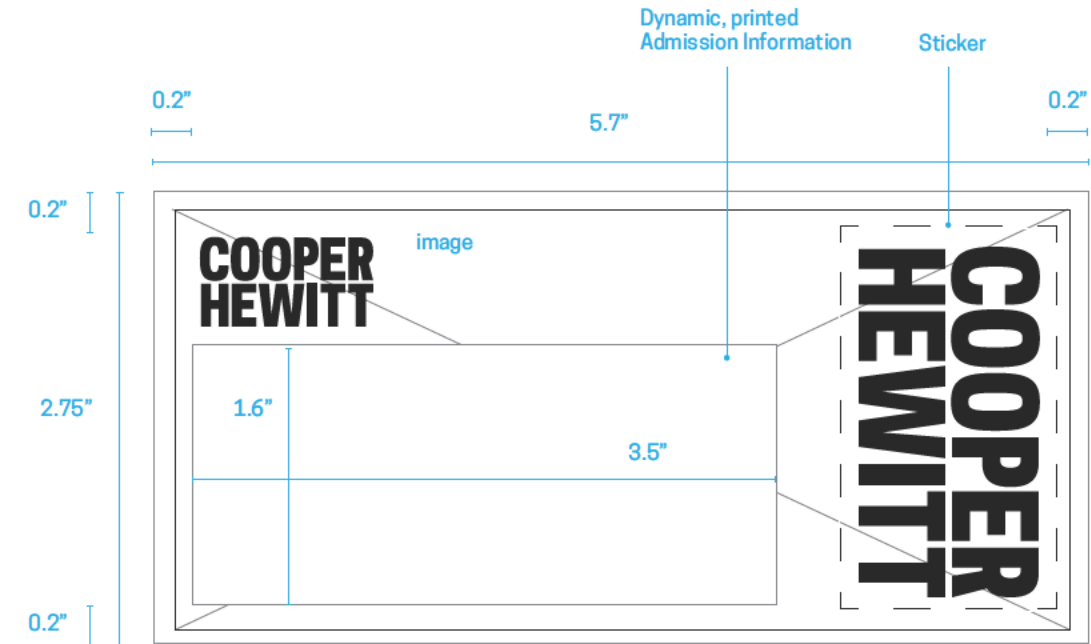 Dynamic, printed
Admission Information
Sticker
0.2”
5.7”
0.2”
0.2”
COOPER
HEWITT
image
COOPER
HEWITT
2.75”
1.6”
3.5”
0.2”